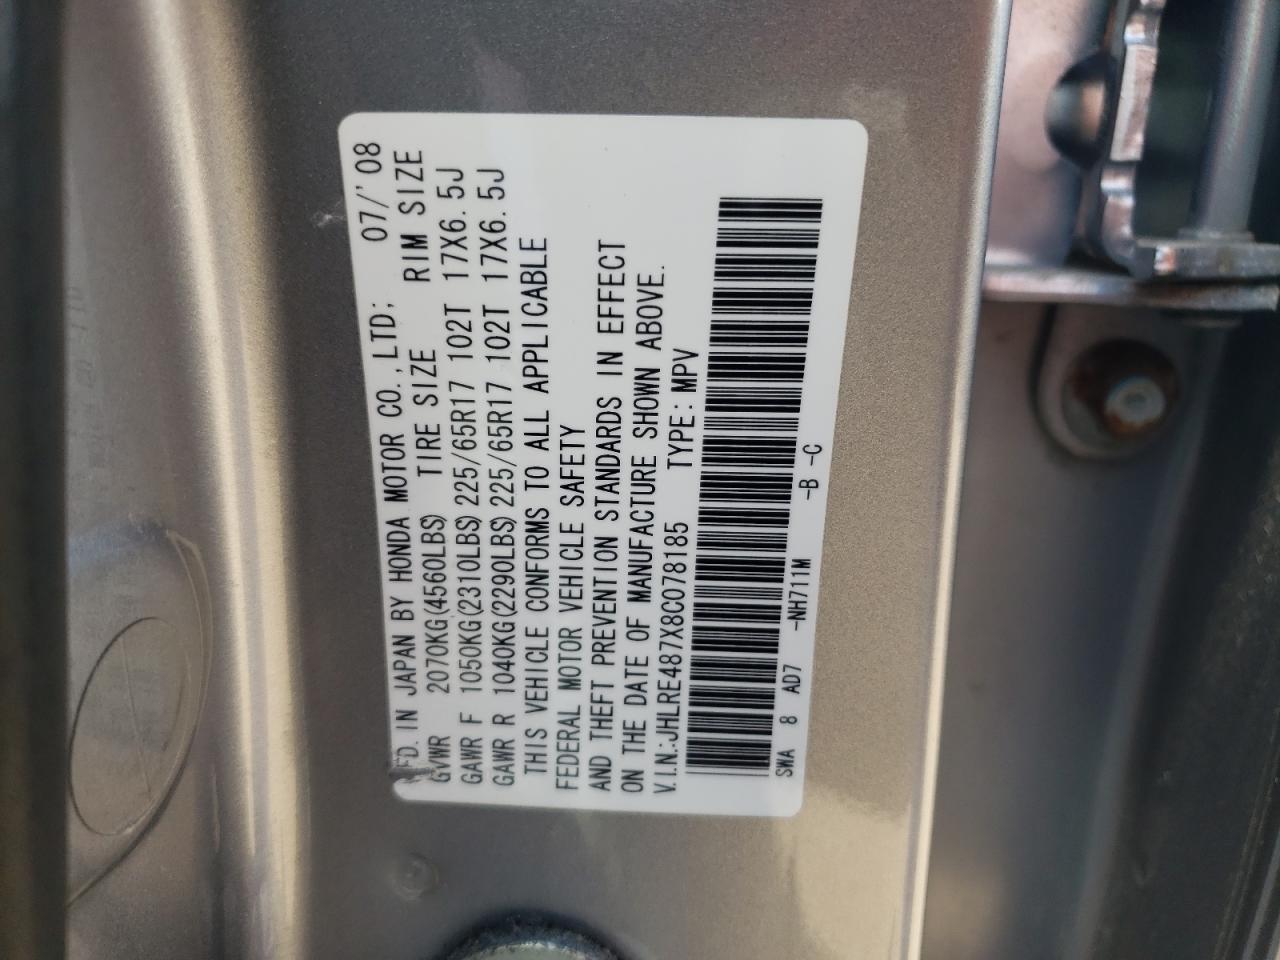 MFD. IN JAPAN BY HONDA MOTOR CO., LTD; 07/'08
GVWR 2070KG(4560LBS) TIRE SIZE RIM SIZE
GAWR F 1050KG(2310LBS) 225/65R17 102T 17X6.5J
GAWR R 1040KG(2290LBS) 225/65R17 102T 17X6.5J
THIS VEHICLE CONFORMS TO ALL APPLICABLE
FEDERAL MOTOR VEHICLE SAFETY
AND THEFT PREVENTION STANDARDS IN EFFECT
ON THE DATE OF MANUFACTURE SHOWN ABOVE.
V.I.N.:JHLRE487X8C078185 TYPE:MPV
SWA 8 AD7 -NH711M -B -C